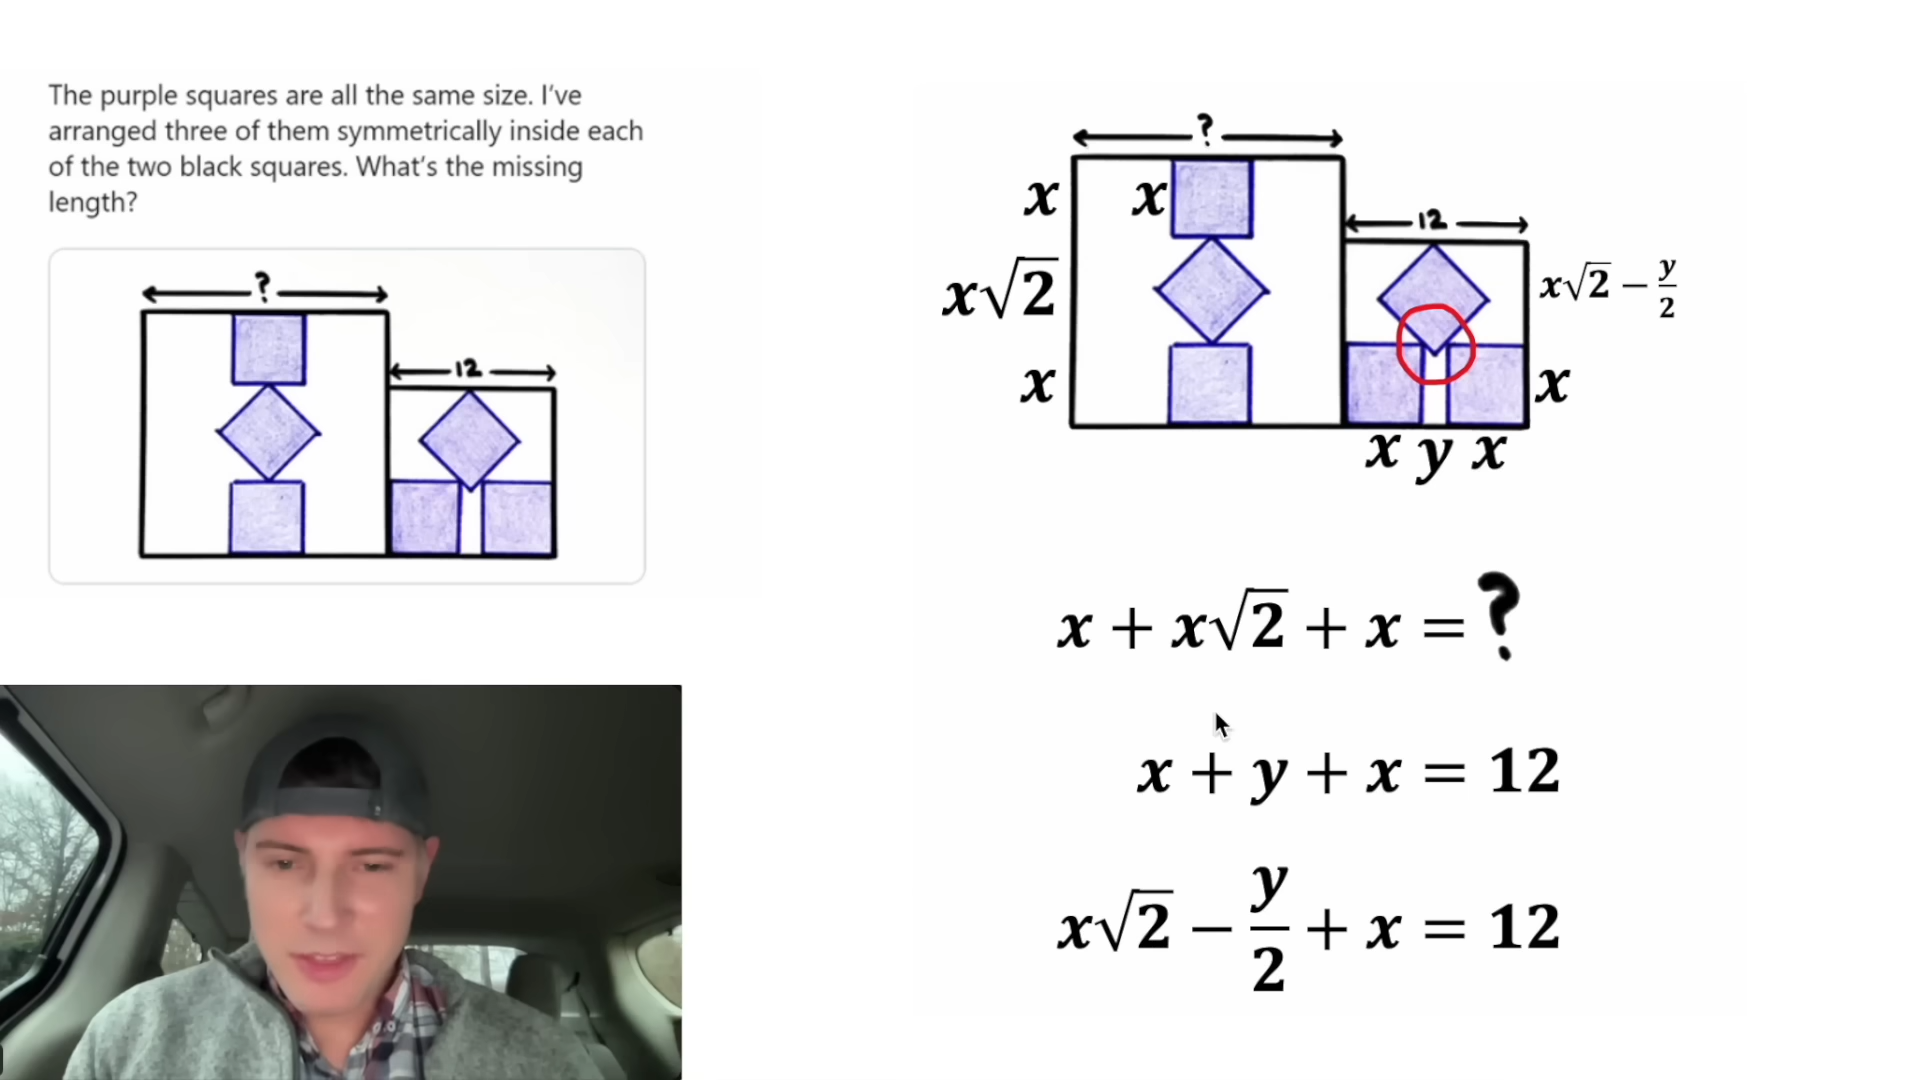 The purple squares are all the same size. I've
arranged three of them symmetrically inside each
of the two black squares. What's the missing
length?
?
12
?
12
x
x
x√2
x
x√2 − y/2
x
x y x
x + x√2 + x = ?
x + y + x = 12
x√2 − y/2 + x = 12